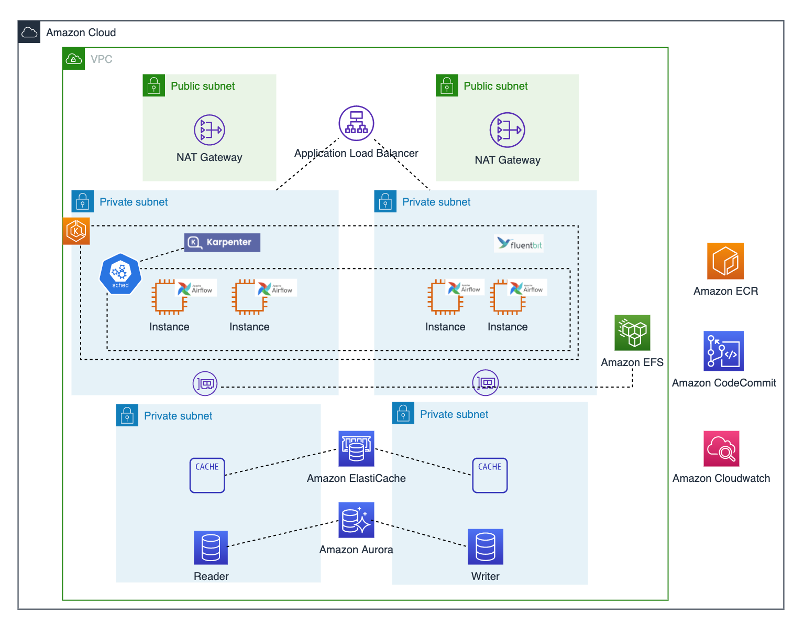 Amazon Cloud
VPC
Public subnet
Public subnet
NAT Gateway
Application Load Balancer
NAT Gateway
Private subnet
Private subnet
Karpenter
fluentbit
sched
Airflow
Airflow
Airflow
Airflow
Instance
Instance
Instance
Instance
Amazon ECR
Amazon EFS
Amazon CodeCommit
Private subnet
Private subnet
CACHE
CACHE
Amazon ElastiCache
Amazon Cloudwatch
Amazon Aurora
Reader
Writer